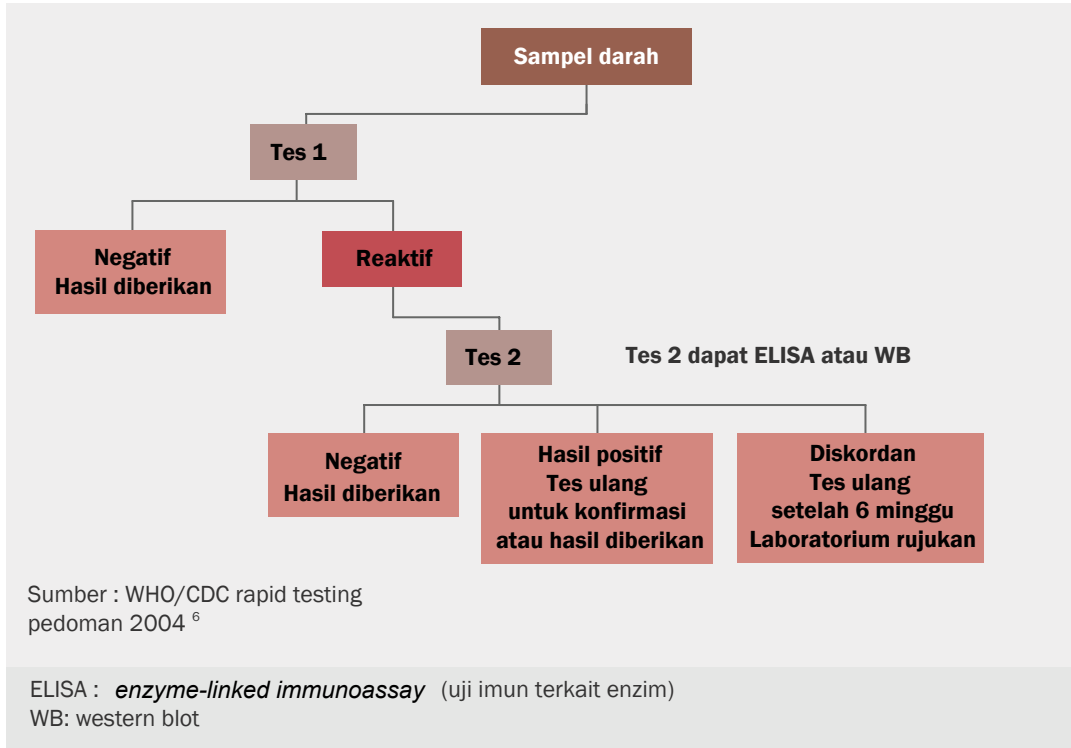 Sampel darah
Tes 1
Negatif
Hasil diberikan
Reaktif
Tes 2
Tes 2 dapat ELISA atau WB
Negatif
Hasil diberikan
Hasil positif
Tes ulang
untuk konfirmasi
atau hasil diberikan
Diskordan
Tes ulang
setelah 6 minggu
Laboratorium rujukan
Sumber : WHO/CDC rapid testing
pedoman 2004 6
ELISA : enzyme-linked immunoassay (uji imun terkait enzim)
WB: western blot